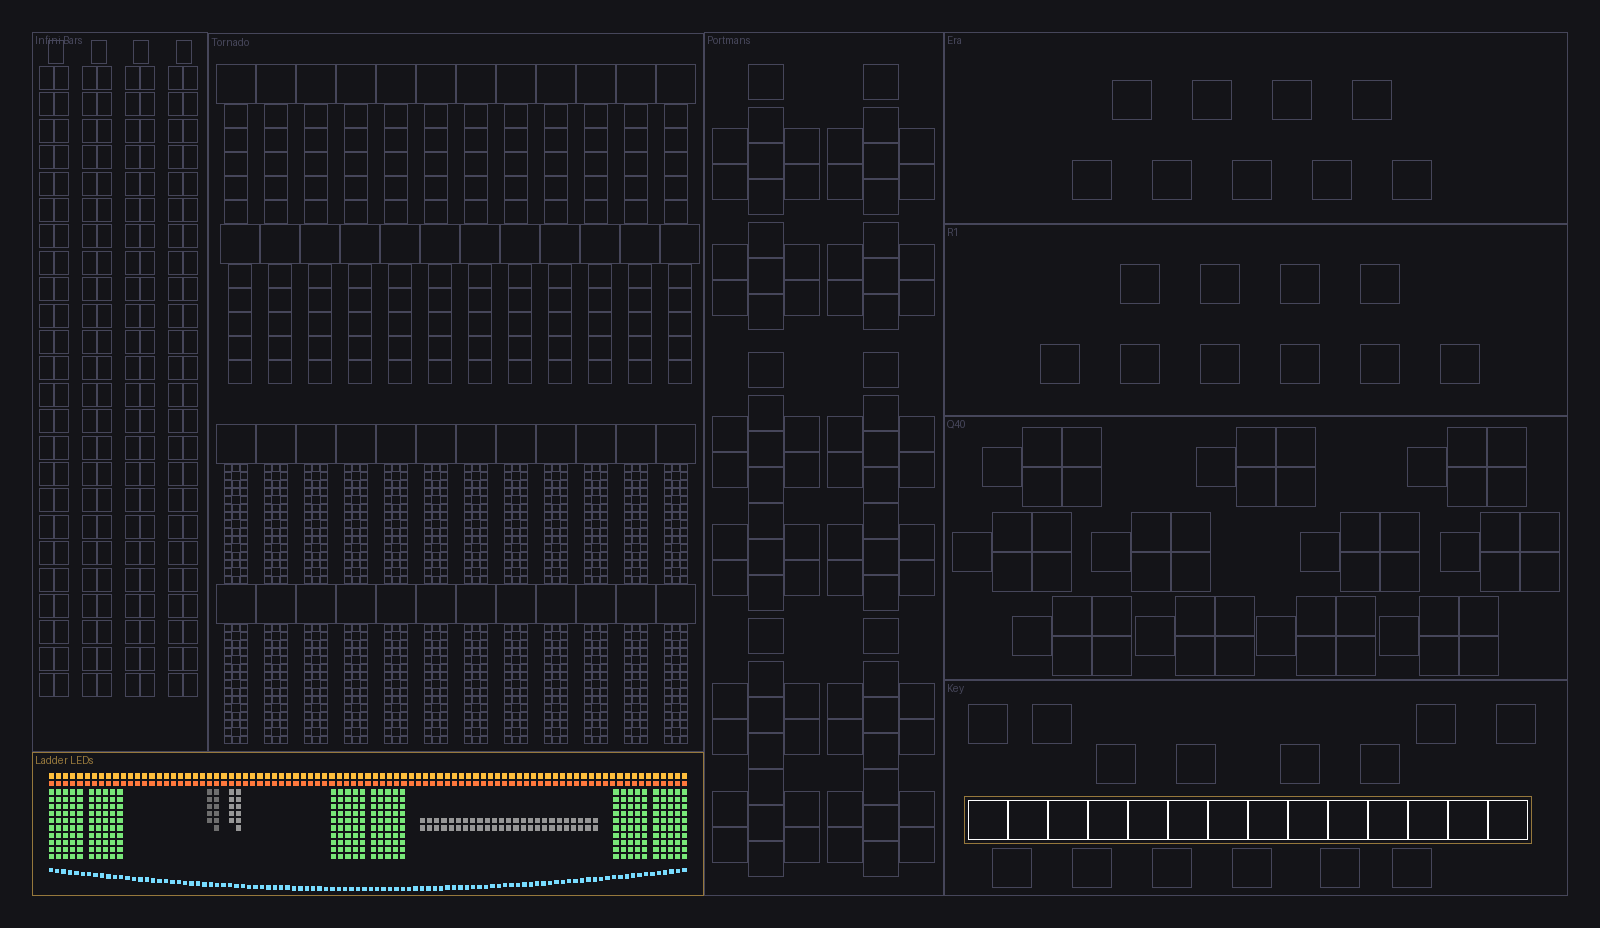 Infini-Bars
Tornado
Portmans
Era
R1
Q40
Key
Ladder LEDs